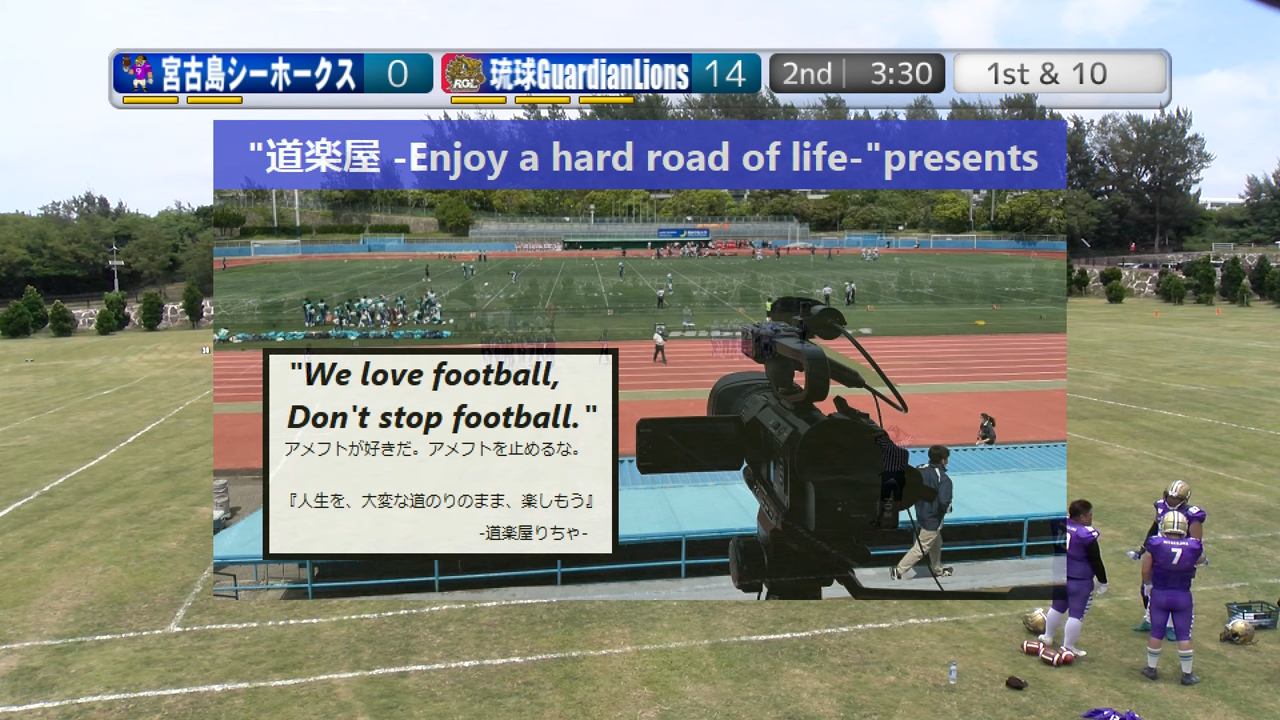 宮古島シーホークス 0 RGL 琉球GuardianLions 14 2nd 3:30 1st & 10
"道楽屋 -Enjoy a hard road of life-"presents
"We love football,
Don't stop football."
アメフトが好きだ。アメフトを止めるな。
『人生を、大変な道のりのまま、楽しもう』
-道楽屋りちゃ-
7